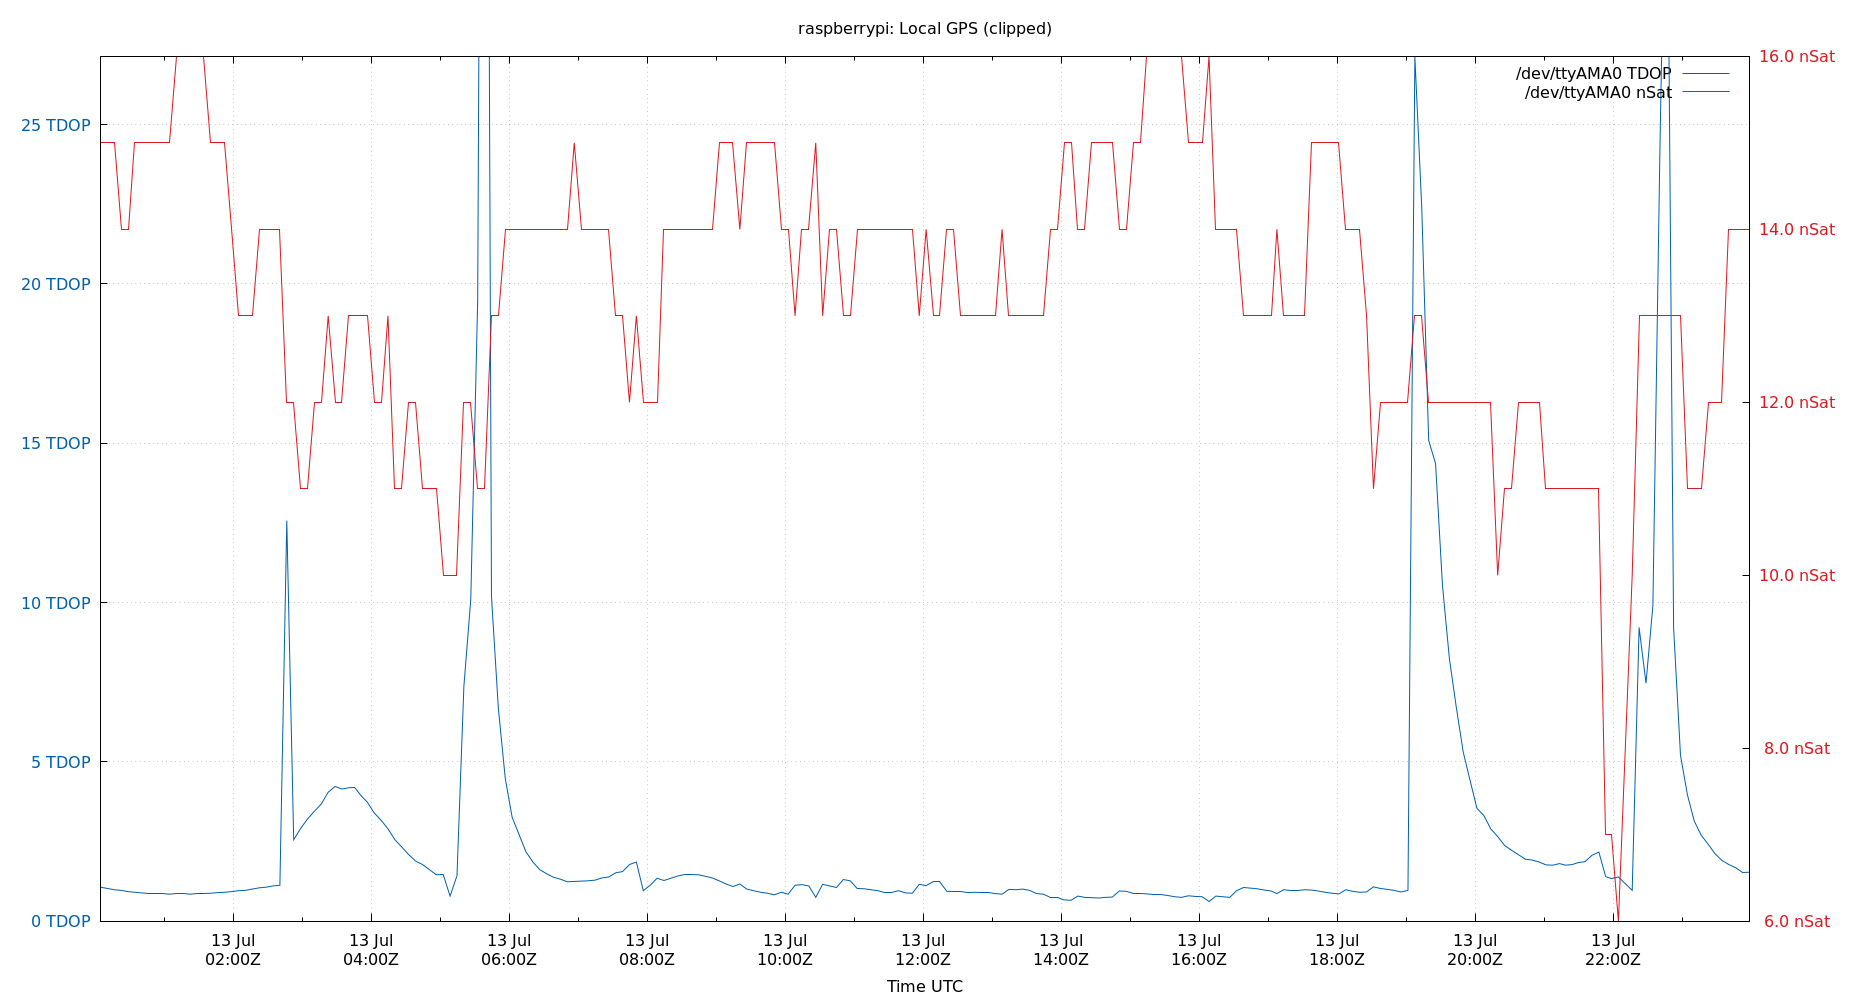 raspberrypi: Local GPS (clipped)
/dev/ttyAMA0 TDOP
/dev/ttyAMA0 nSat
25 TDOP
20 TDOP
15 TDOP
10 TDOP
5 TDOP
0 TDOP
16.0 nSat
14.0 nSat
12.0 nSat
10.0 nSat
8.0 nSat
6.0 nSat
13 Jul
02:00Z
13 Jul
04:00Z
13 Jul
06:00Z
13 Jul
08:00Z
13 Jul
10:00Z
13 Jul
12:00Z
13 Jul
14:00Z
13 Jul
16:00Z
13 Jul
18:00Z
13 Jul
20:00Z
13 Jul
22:00Z
Time UTC